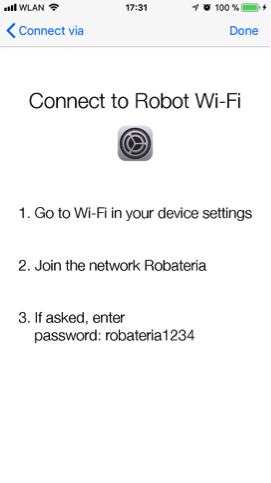 WLAN 17:31 100 %
Connect via Done
Connect to Robot Wi-Fi
1. Go to Wi-Fi in your device settings
2. Join the network Robateria
3. If asked, enter
password: robateria1234